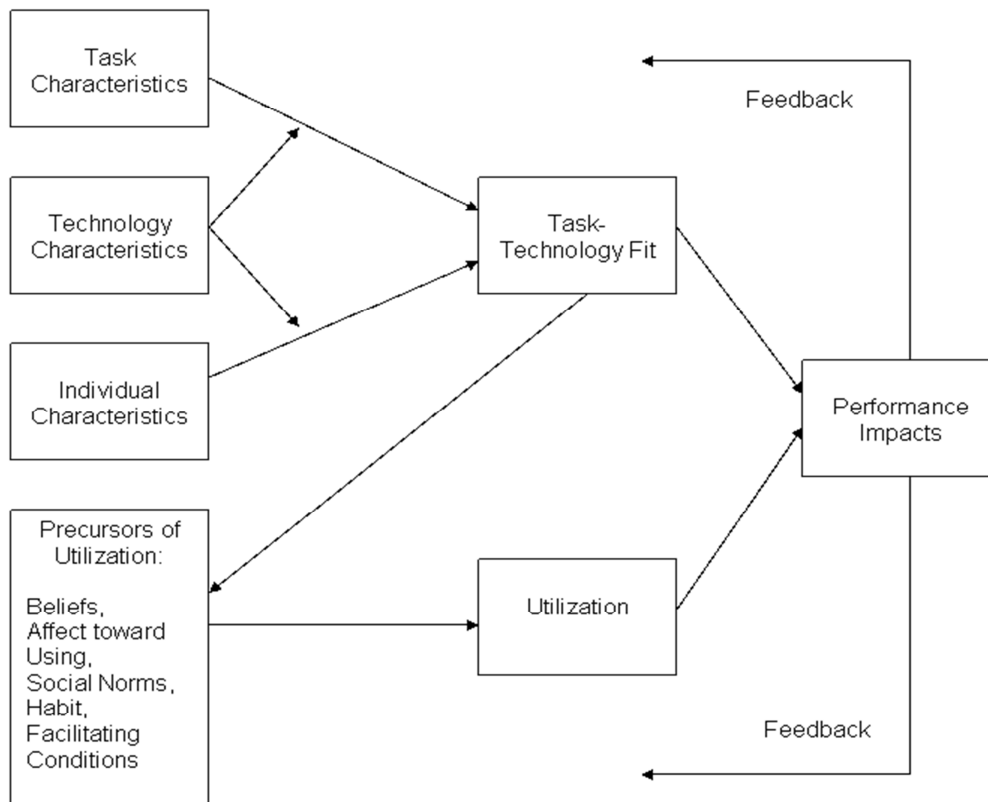 Task
Characteristics
Feedback
Technology
Characteristics
Task-
Technology Fit
Individual
Characteristics
Performance
Impacts
Precursors of
Utilization:
Beliefs,
Affect toward
Using,
Social Norms,
Habit,
Facilitating
Conditions
Utilization
Feedback